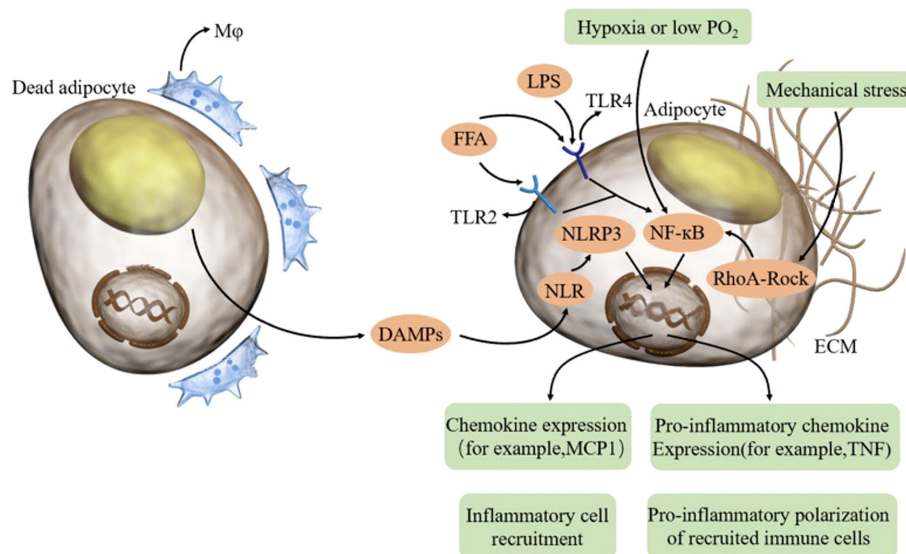 Mφ
Dead adipocyte
Hypoxia or low PO₂
LPS
TLR4
Adipocyte
Mechanical stress
FFA
TLR2
NLRP3
NF-κB
NLR
RhoA-Rock
DAMPs
ECM
Chemokine expression
(for example,MCP1)
Pro-inflammatory chemokine
Expression(for example,TNF)
Inflammatory cell
recruitment
Pro-inflammatory polarization
of recruited immune cells